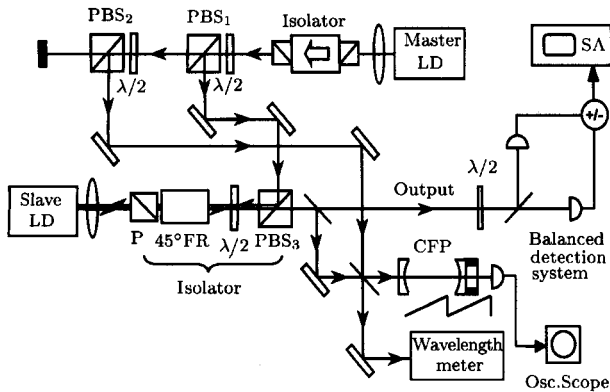 PBS₂
PBS₁
Isolator
Master
LD
SΛ
λ/2
λ/2
+/-
λ/2
Output
Slave
LD
P
45°FR
λ/2
PBS₃
Isolator
CFP
Balanced
detection
system
Wavelength
meter
Osc.Scope